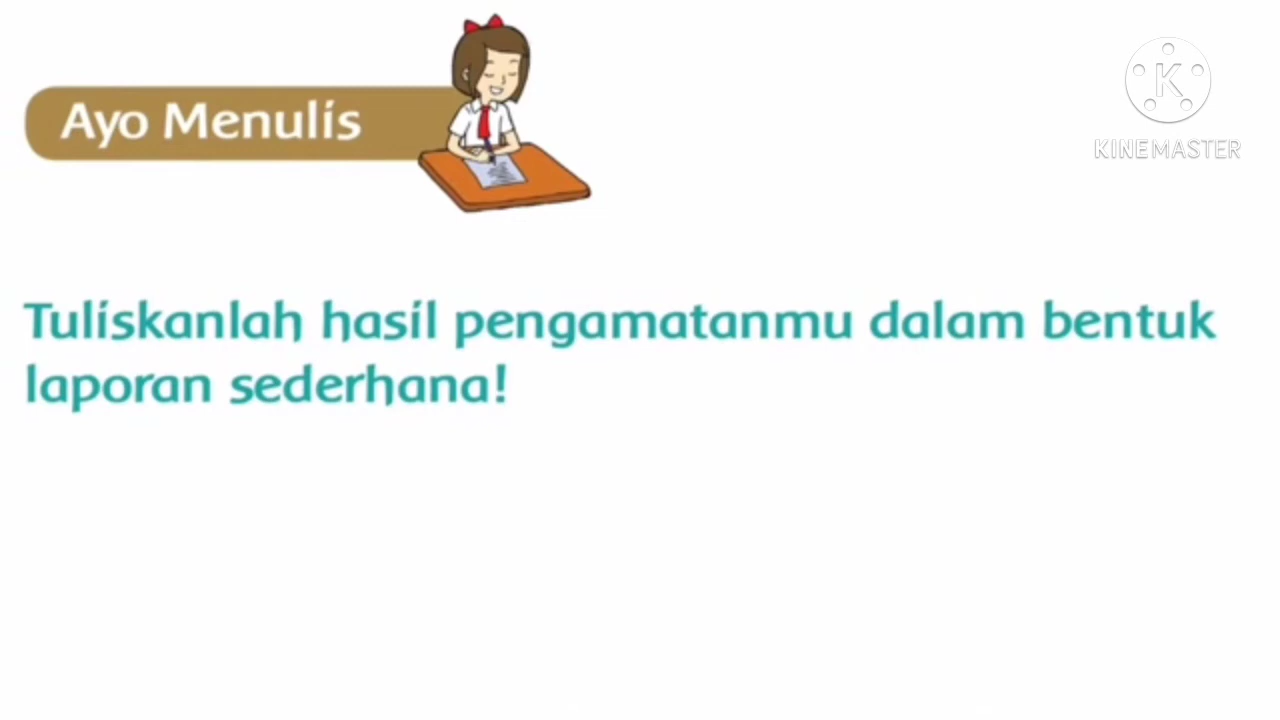 Ayo Menulis
K
KINEMASTER
Tuliskanlah hasil pengamatanmu dalam bentuk
laporan sederhana!